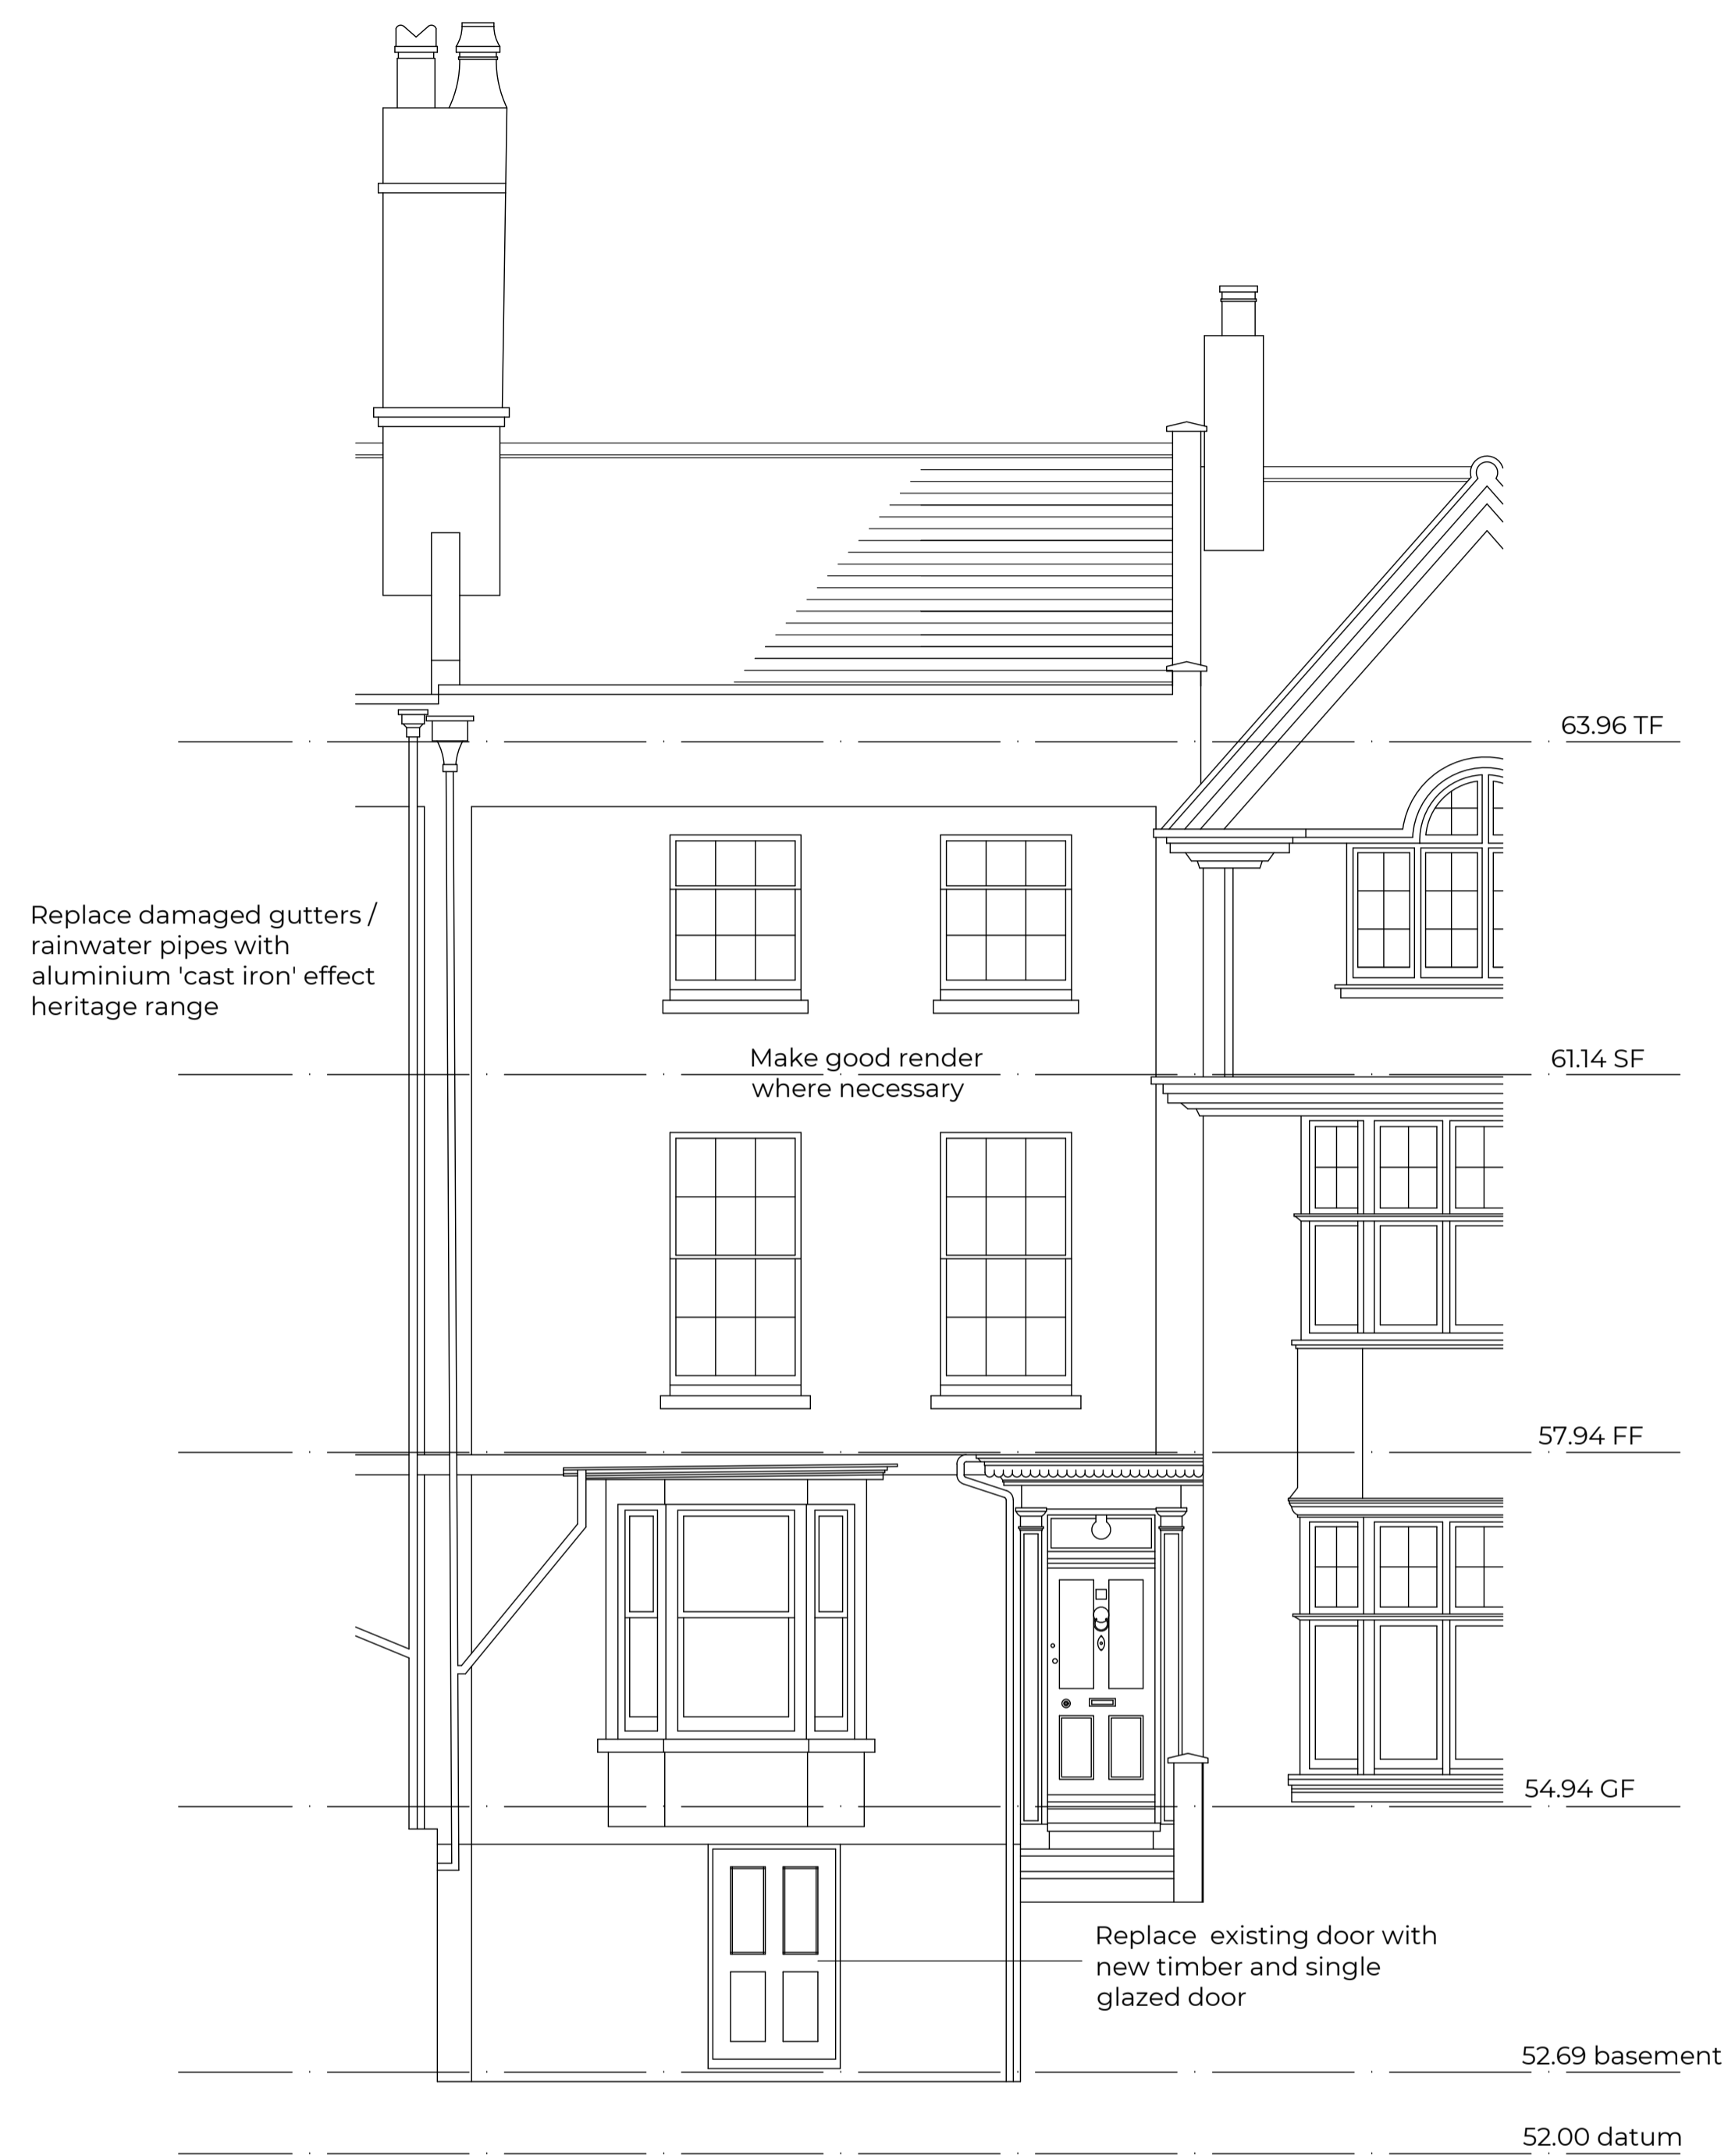 63.96 TF
Replace damaged gutters /
rainwater pipes with
aluminium 'cast iron' effect
heritage range
Make good render
where necessary
61.14 SF
57.94 FF
54.94 GF
Replace existing door with
new timber and single
glazed door
52.69 basement
52.00 datum